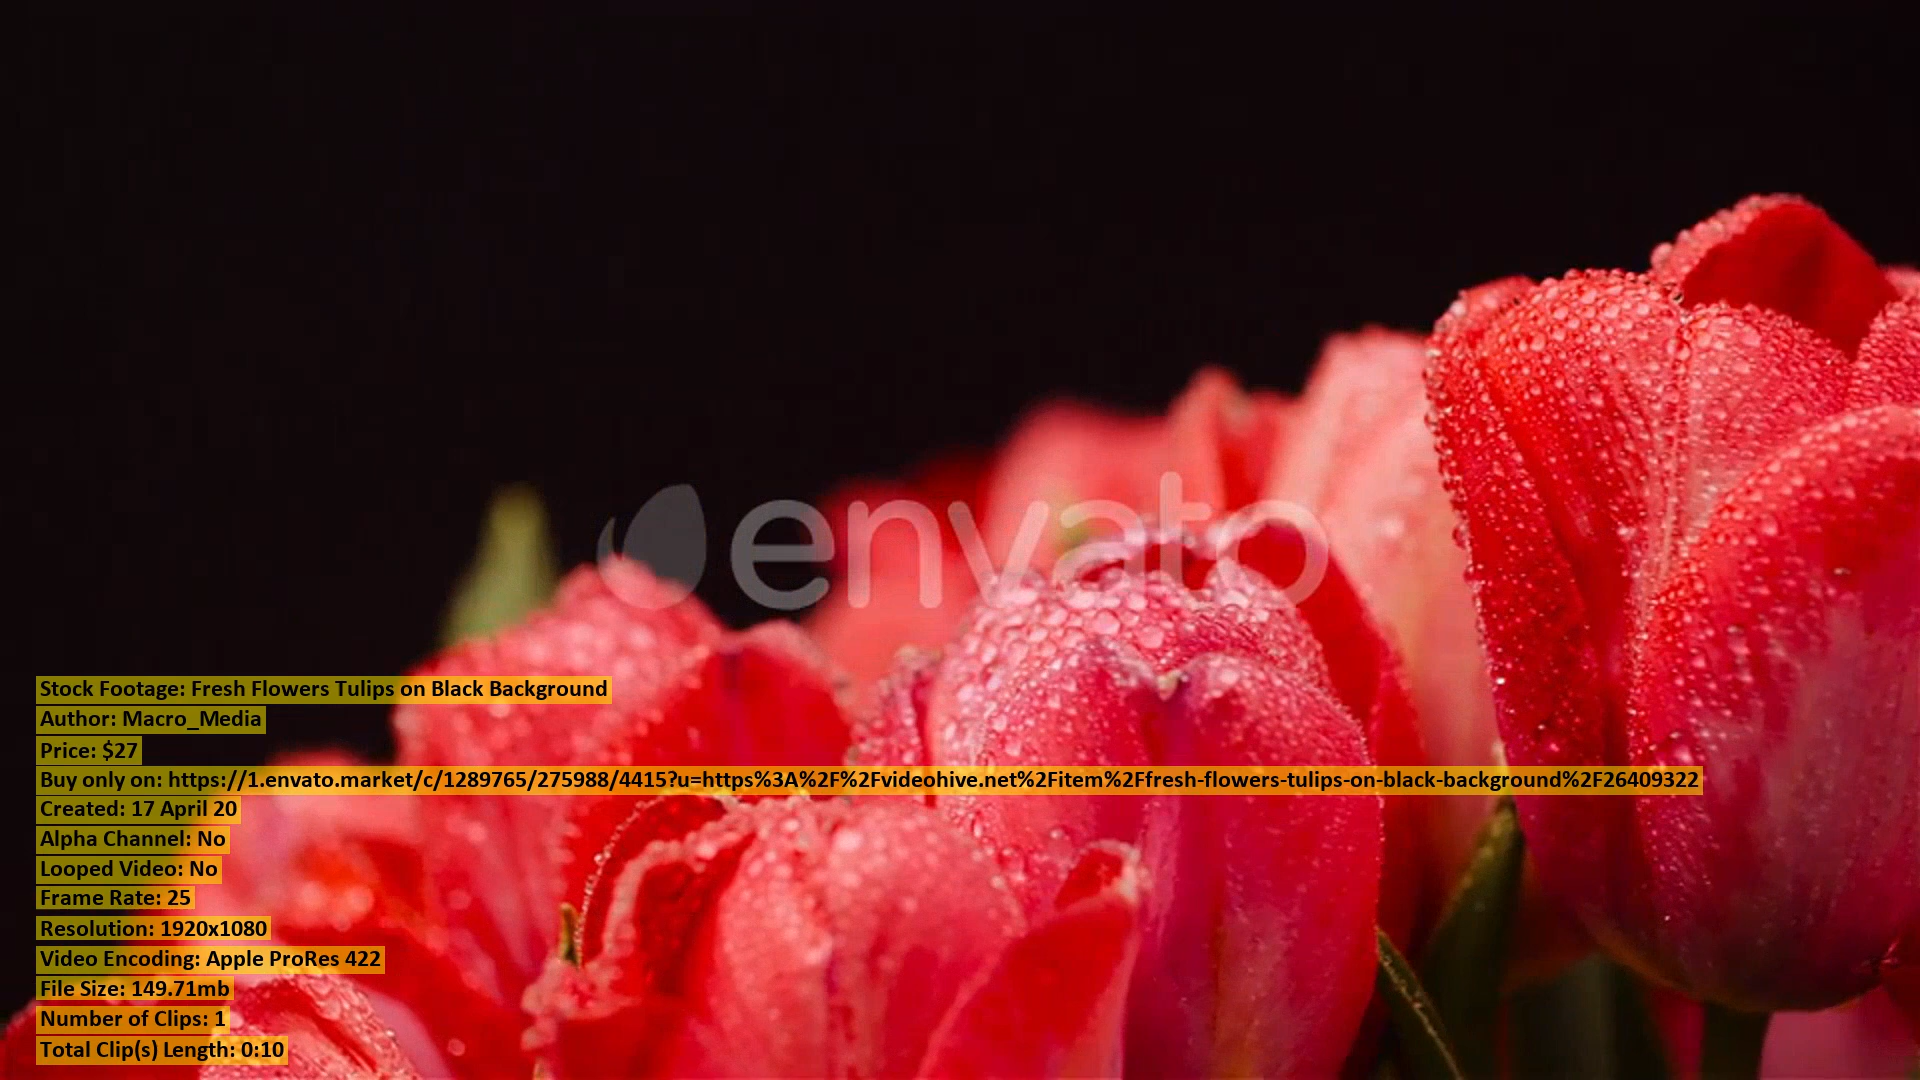 envato
Stock Footage: Fresh Flowers Tulips on Black Background
Author: Macro_Media
Price: $27
Buy only on: https://1.envato.market/c/1289765/275988/4415?u=https%3A%2F%2Fvideohive.net%2Fitem%2Ffresh-flowers-tulips-on-black-background%2F26409322
Created: 17 April 20
Alpha Channel: No
Looped Video: No
Frame Rate: 25
Resolution: 1920x1080
Video Encoding: Apple ProRes 422
File Size: 149.71mb
Number of Clips: 1
Total Clip(s) Length: 0:10